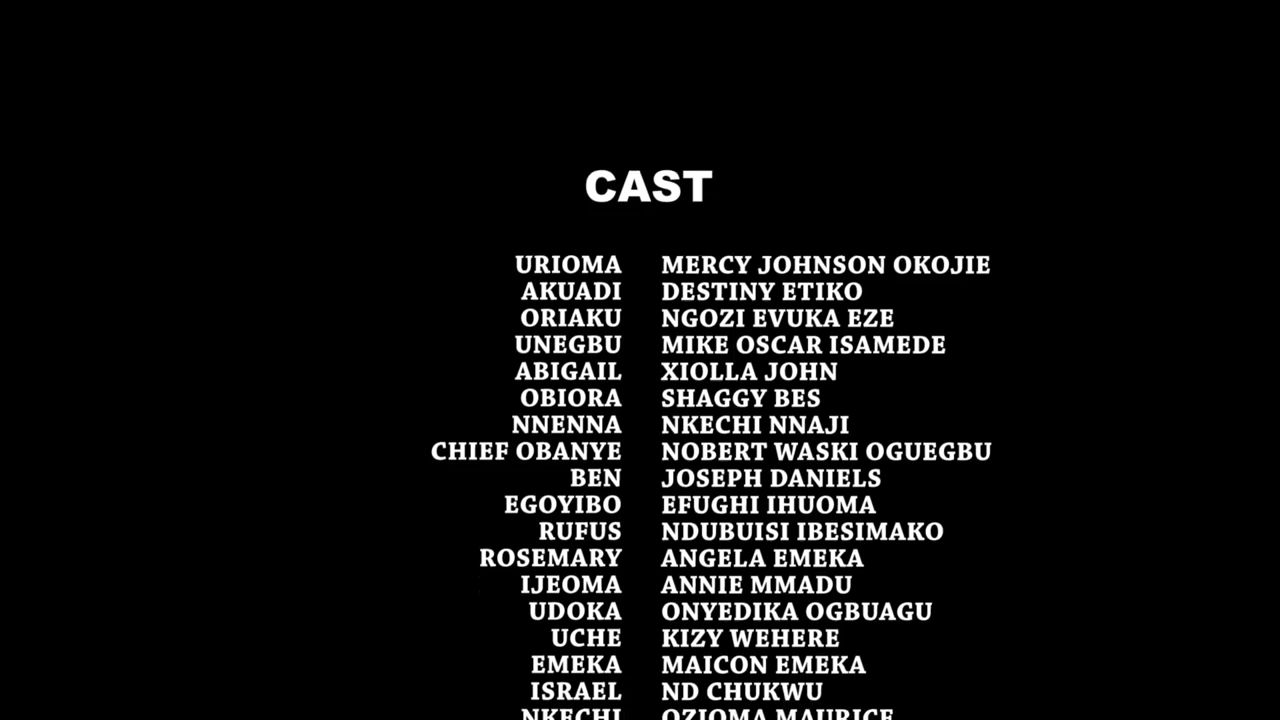 CAST
URIOMA MERCY JOHNSON OKOJIE
AKUADI DESTINY ETIKO
ORIAKU NGOZI EVUKA EZE
UNEGBU MIKE OSCAR ISAMEDE
ABIGAIL XIOLLA JOHN
OBIORA SHAGGY BES
NNENNA NKECHI NNAJI
CHIEF OBANYE NOBERT WASKI OGUEGBU
BEN JOSEPH DANIELS
EGOYIBO EFUGHI IHUOMA
RUFUS NDUBUISI IBESIMAKO
ROSEMARY ANGELA EMEKA
IJEOMA ANNIE MMADU
UDOKA ONYEDIKA OGBUAGU
UCHE KIZY WEHERE
EMEKA MAICON EMEKA
ISRAEL ND CHUKWU
NKECHI OZIOMA MAURICE